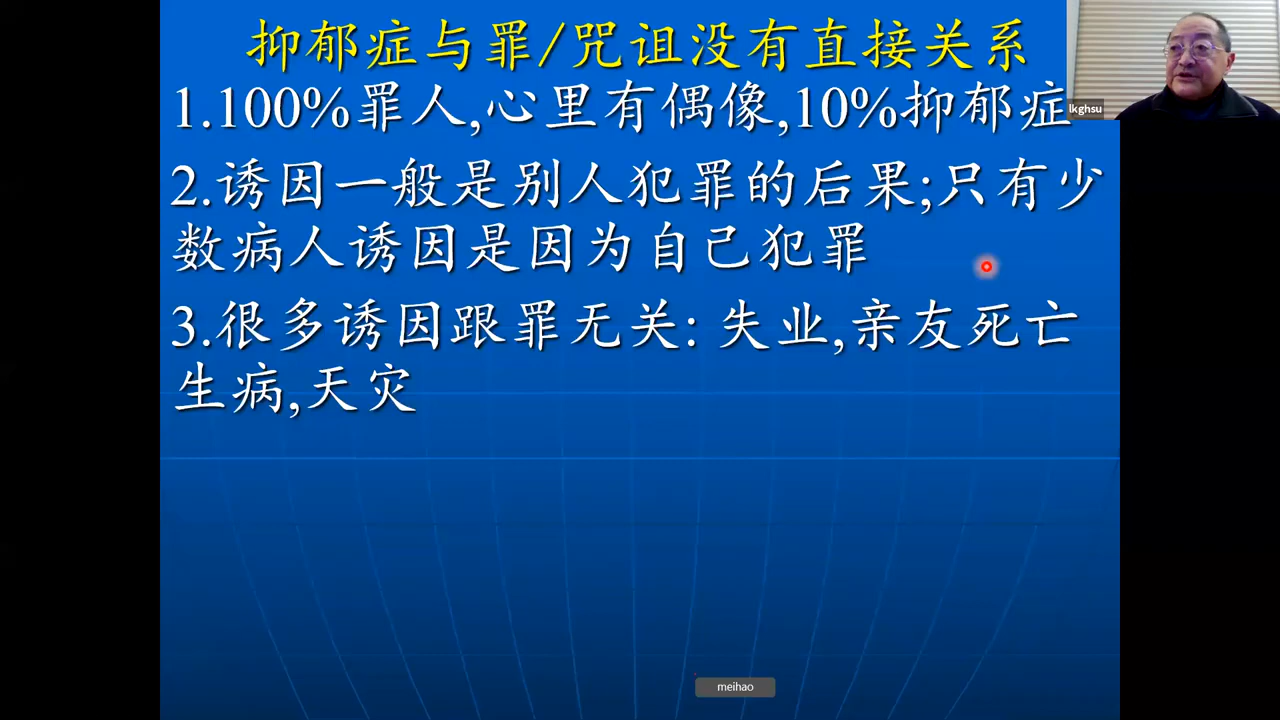 抑郁症与罪/咒诅没有直接关系
1.100%罪人,心里有偶像,10%抑郁症
2.诱因一般是别人犯罪的后果;只有少
数病人诱因是因为自己犯罪
3.很多诱因跟罪无关: 失业,亲友死亡
生病,天灾
lkghsu
meihao